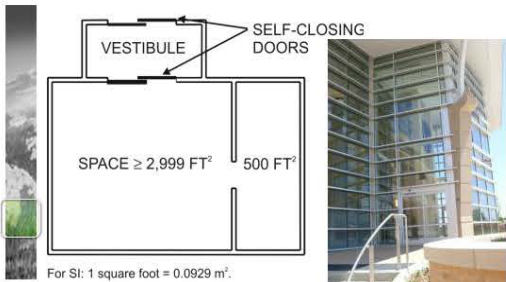 SELF-CLOSING
DOORS
VESTIBULE
SPACE ≥ 2,999 FT²
500 FT²
For SI: 1 square foot = 0.0929 m².